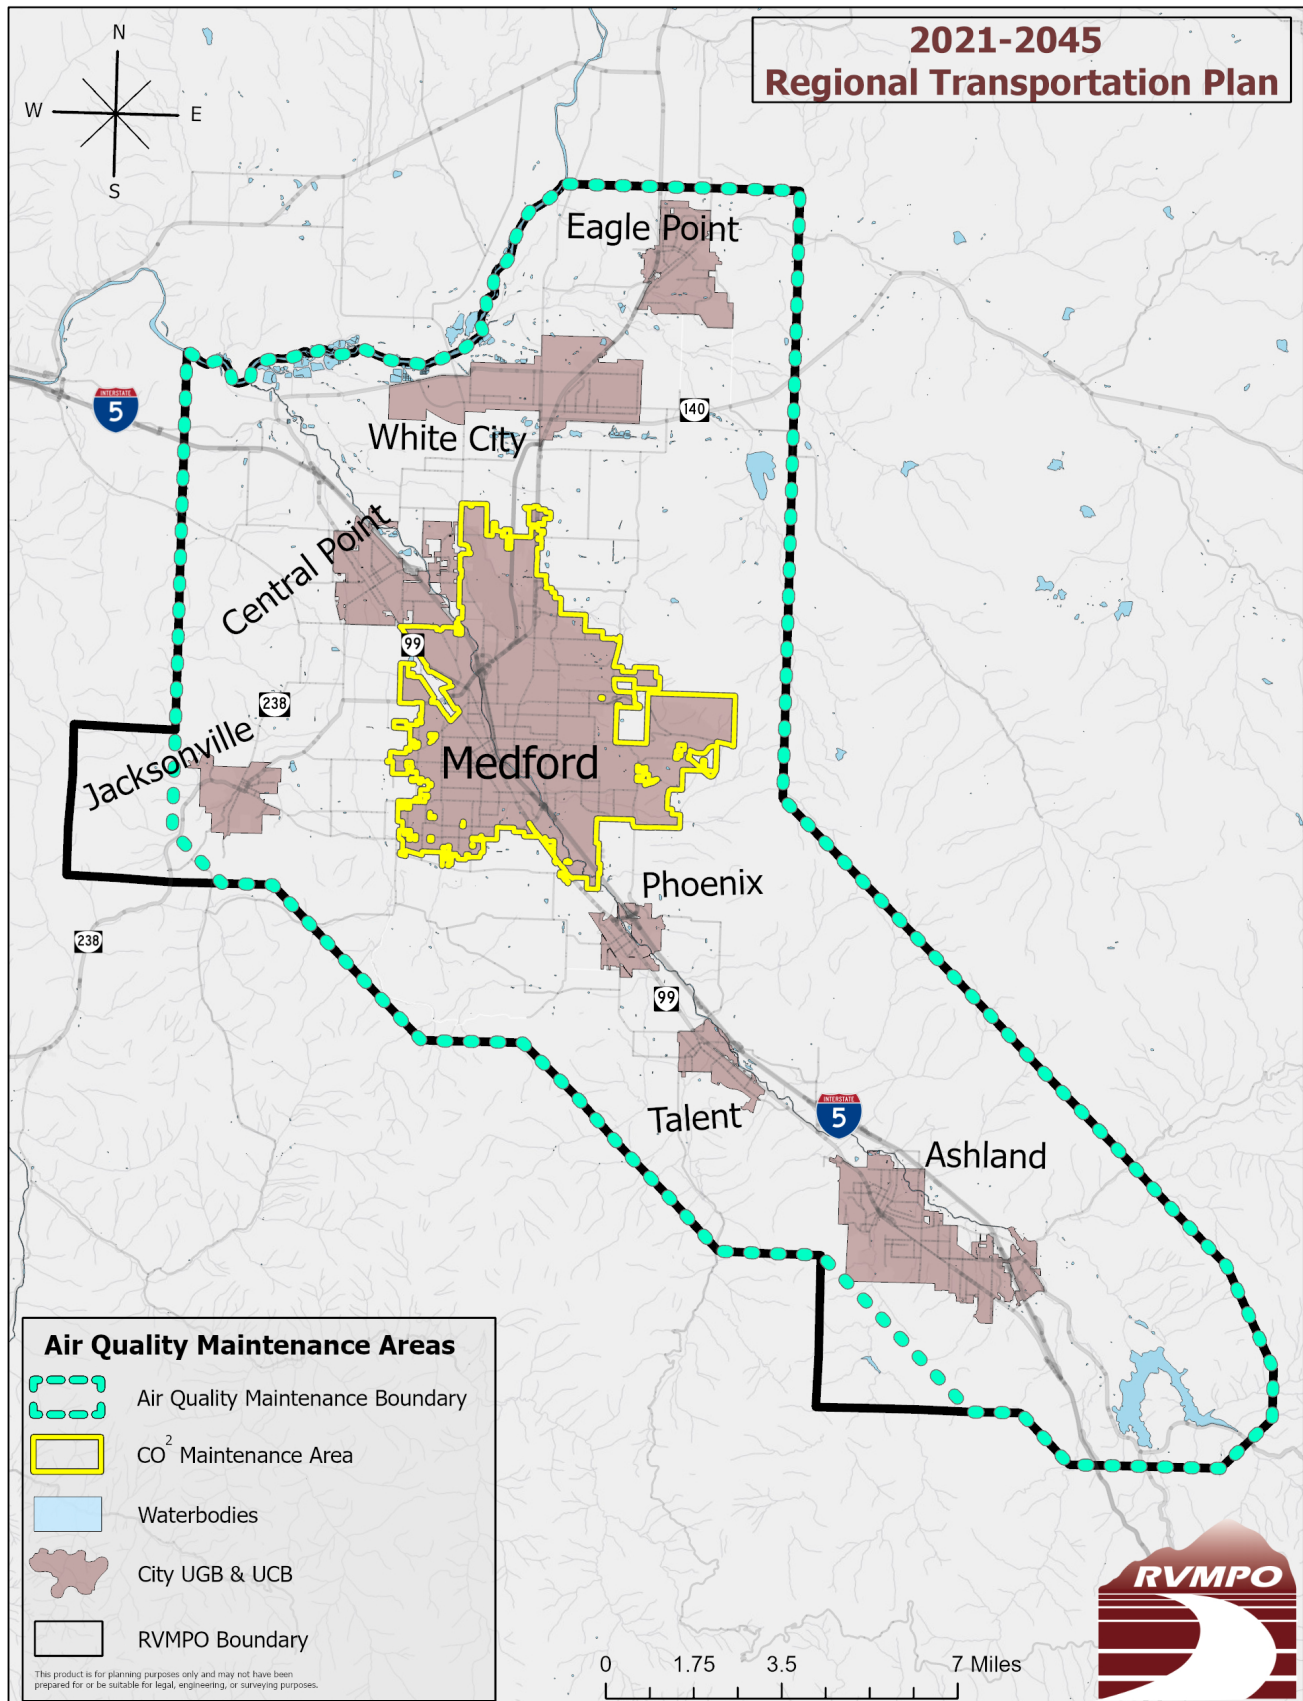 2021-2045
Regional Transportation Plan
N
W
E
S
Eagle Point
INTERSTATE
5
140
White City
Central Point
99
238
Jacksonville
Medford
Phoenix
238
99
Talent
INTERSTATE
5
Ashland
Air Quality Maintenance Areas
Air Quality Maintenance Boundary
CO² Maintenance Area
Waterbodies
City UGB & UCB
RVMPO Boundary
This product is for planning purposes only and may not have been
prepared for or be suitable for legal, engineering, or surveying purposes.
0 1.75 3.5 7 Miles
RVMPO